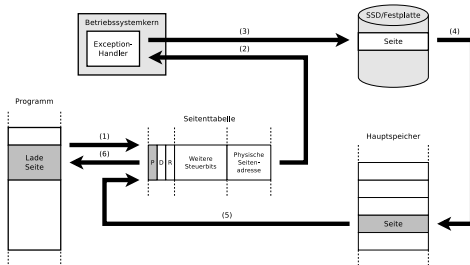 Betriebssystemkern
Exception-
Handler
(3)
(2)
SSD/Festplatte
Seite
(4)
Programm
Lade
Seite
(1)
(6)
Seitenttabelle
P D R
Weitere
Steuerbits
Physische
Seiten-
adresse
(5)
Hauptspeicher
Seite